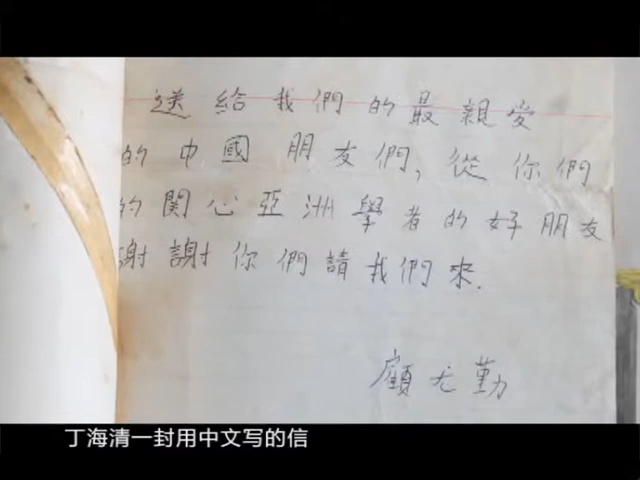 送給我們的最親愛
的中國朋友們,從你們
的関心亞洲學者的好朋友
謝謝你們請我們來.
顧尤勤
丁海清一封用中文写的信